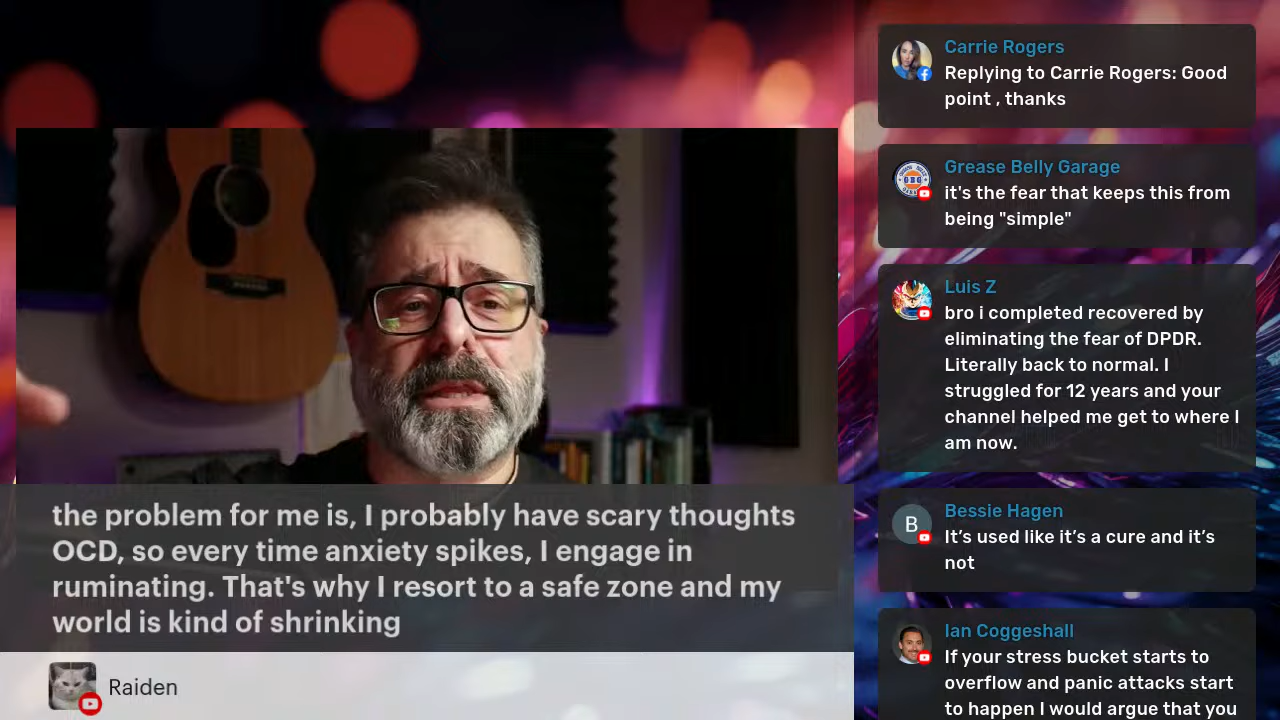 the problem for me is, I probably have scary thoughts
OCD, so every time anxiety spikes, I engage in
ruminating. That's why I resort to a safe zone and my
world is kind of shrinking
Raiden
Carrie Rogers
Replying to Carrie Rogers: Good
point , thanks
Grease Belly Garage
it's the fear that keeps this from
being "simple"
Luis Z
bro i completed recovered by
eliminating the fear of DPDR.
Literally back to normal. I
struggled for 12 years and your
channel helped me get to where I
am now.
B
Bessie Hagen
It’s used like it’s a cure and it’s
not
Ian Coggeshall
If your stress bucket starts to
overflow and panic attacks start
to happen I would argue that you